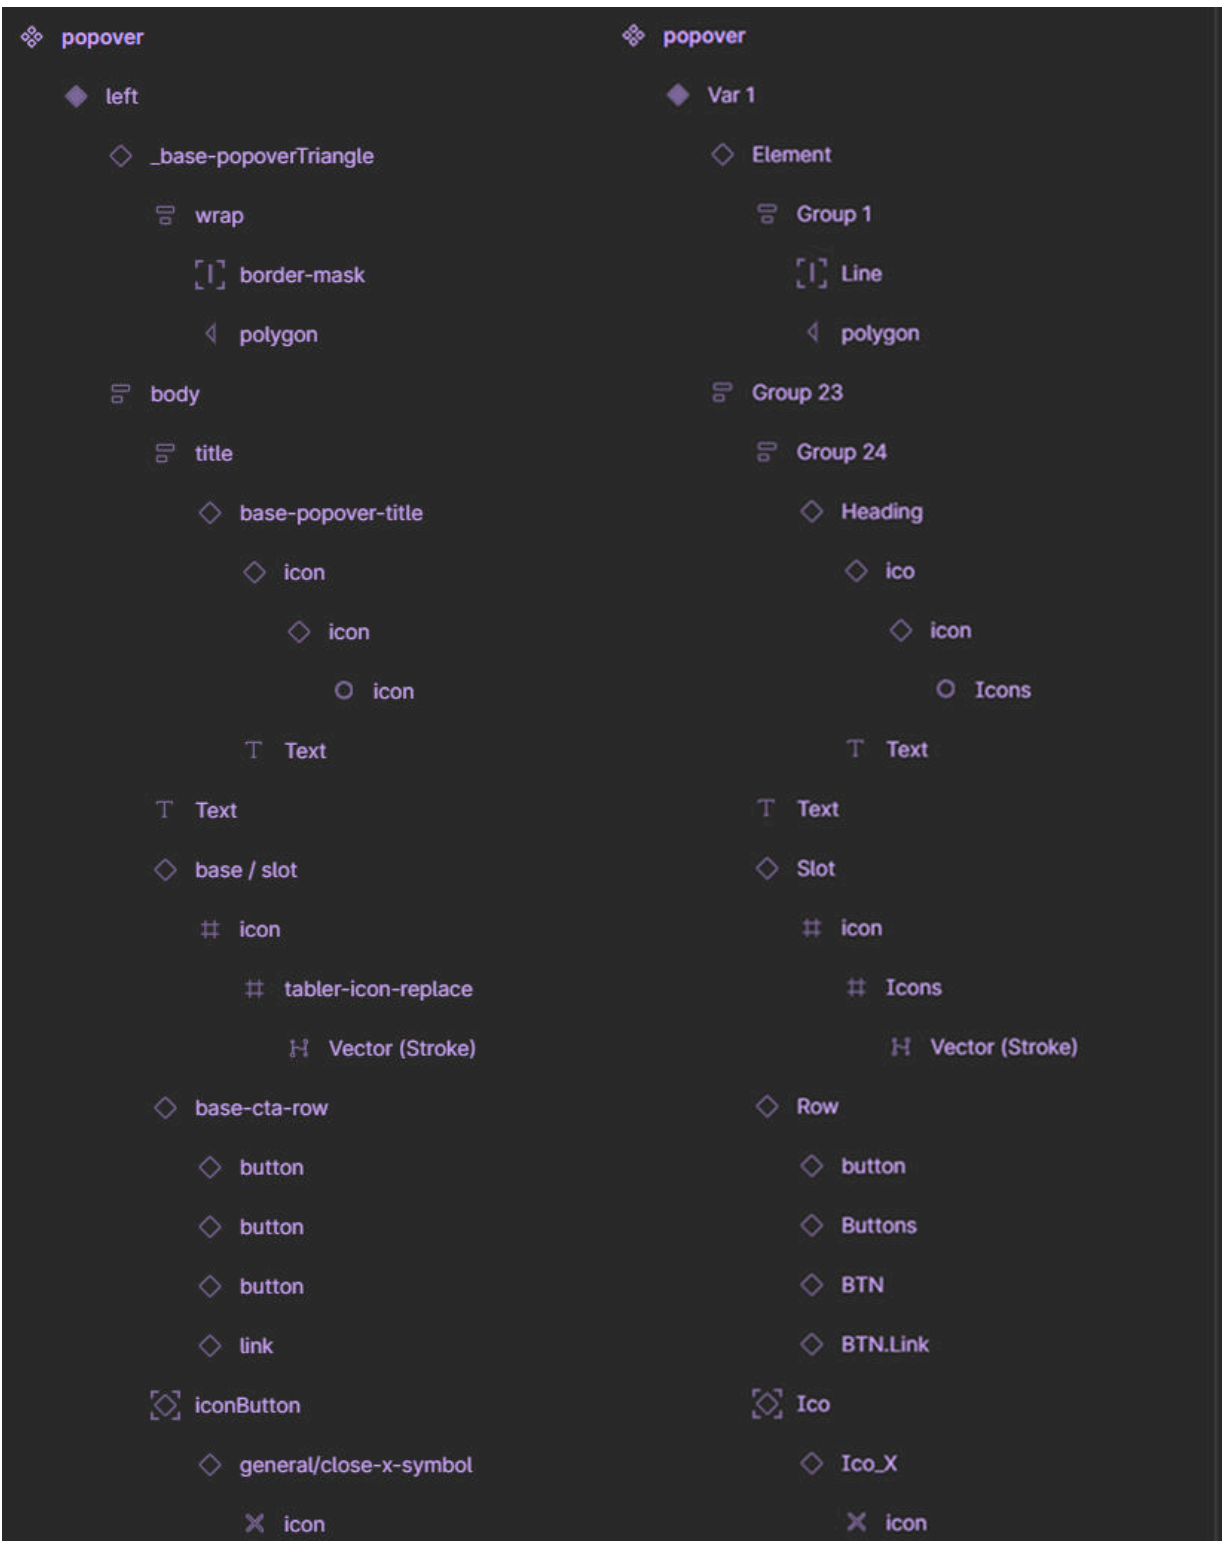 popover
left
_base-popoverTriangle
wrap
border-mask
polygon
body
title
base-popover-title
icon
icon
icon
Text
Text
base / slot
icon
tabler-icon-replace
Vector (Stroke)
base-cta-row
button
button
button
link
iconButton
general/close-x-symbol
icon
popover
Var 1
Element
Group 1
Line
polygon
Group 23
Group 24
Heading
ico
icon
Icons
Text
Text
Slot
icon
Icons
Vector (Stroke)
Row
button
Buttons
BTN
BTN.Link
Ico
Ico_X
icon